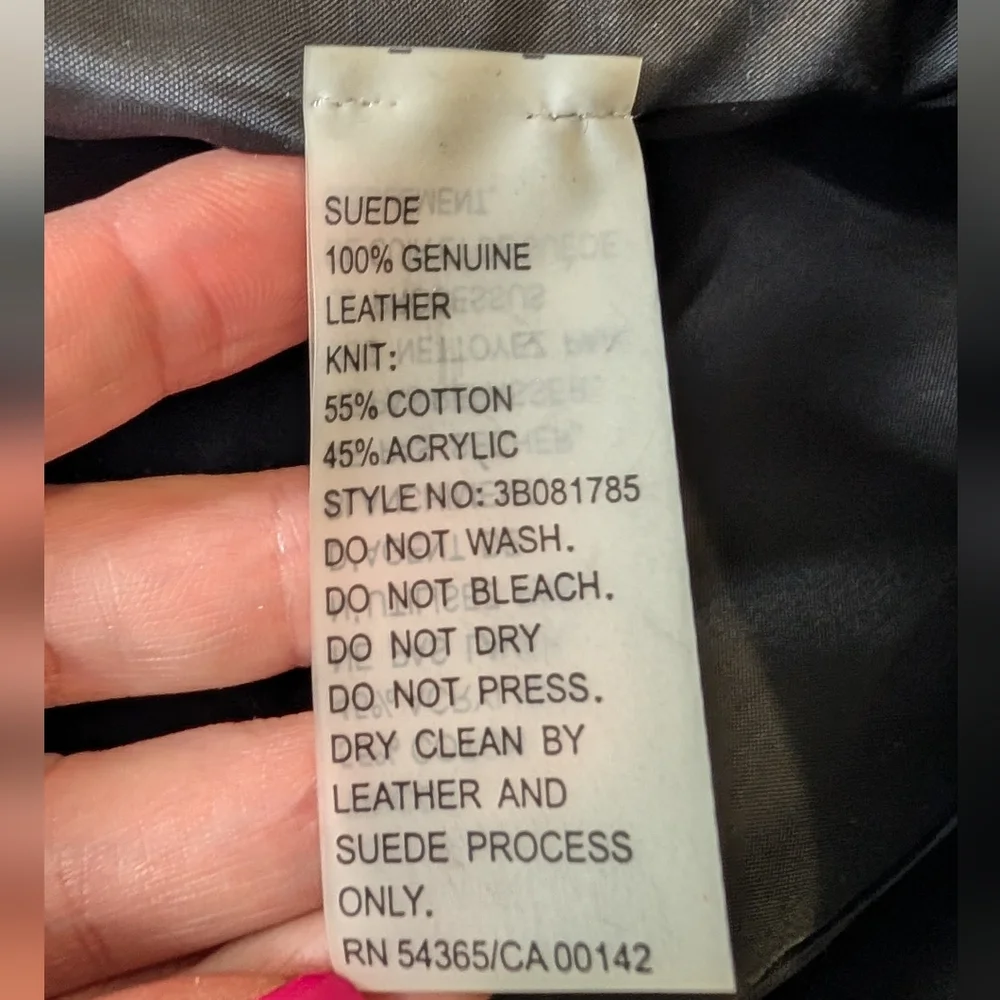 SUEDE
100% GENUINE
LEATHER
KNIT:
55% COTTON
45% ACRYLIC
STYLE NO: 3B081785
DO NOT WASH.
DO NOT BLEACH.
DO NOT DRY
DO NOT PRESS.
DRY CLEAN BY
LEATHER AND
SUEDE PROCESS
ONLY.
RN 54365/CA 00142